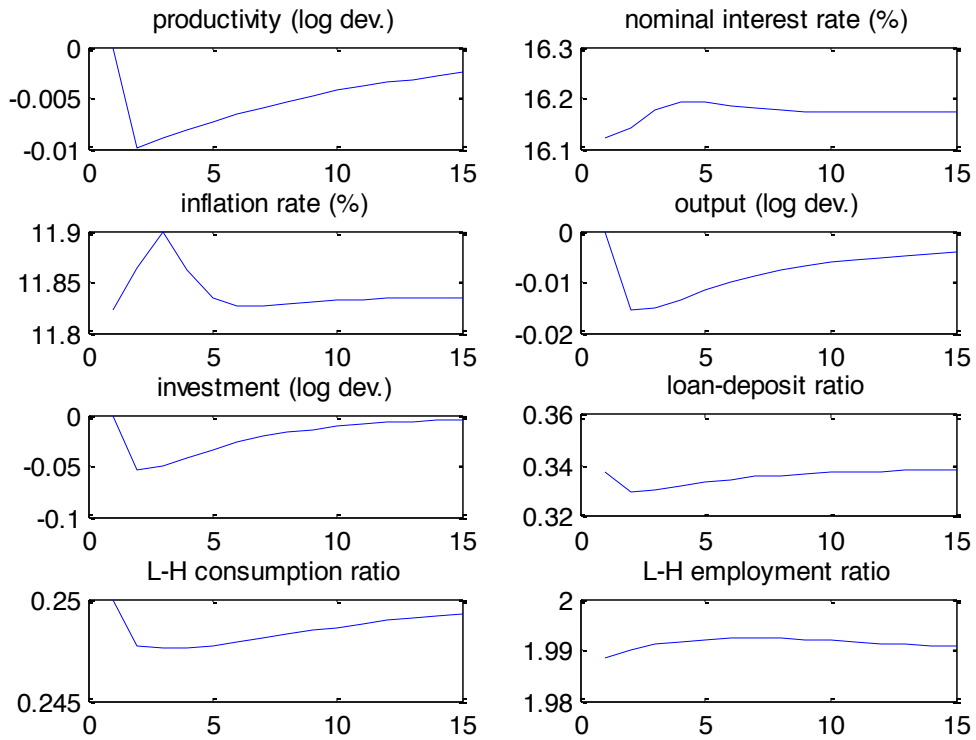 productivity (log dev.)
0
-0.005
-0.01
0 5 10 15
nominal interest rate (%)
16.3
16.2
16.1
0 5 10 15
inflation rate (%)
11.9
11.85
11.8
0 5 10 15
output (log dev.)
0
-0.01
-0.02
0 5 10 15
investment (log dev.)
0
-0.05
-0.1
0 5 10 15
loan-deposit ratio
0.36
0.34
0.32
0 5 10 15
L-H consumption ratio
0.25
0.245
0 5 10 15
L-H employment ratio
2
1.99
1.98
0 5 10 15